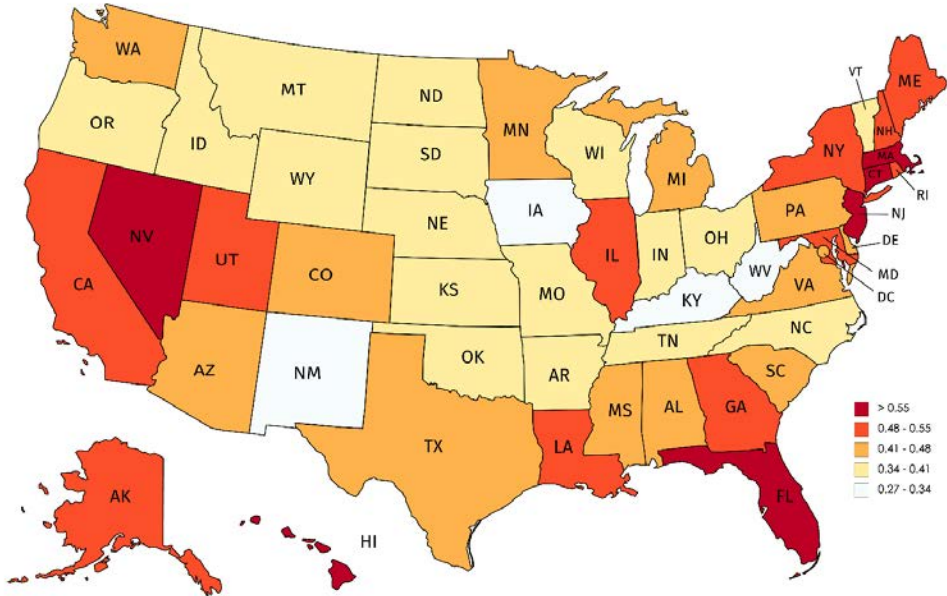 WA
MT
ND
MN
VT
ME
OR
ID
SD
WI
NH
NY
MA
WY
MI
CT
RI
NE
IA
PA
NJ
NV
OH
DE
UT
IL
IN
CA
CO
WV
MD
KS
MO
VA
DC
KY
NC
TN
AZ
NM
OK
AR
SC
MS
AL
GA
TX
LA
FL
AK
HI
> 0.55
0.48 - 0.55
0.41 - 0.48
0.34 - 0.41
0.27 - 0.34